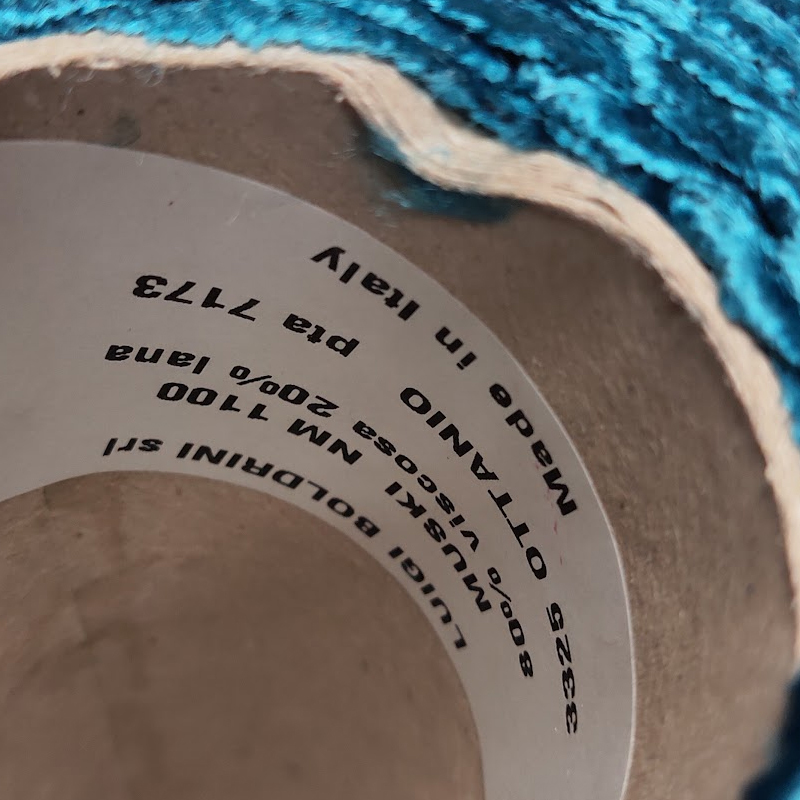 LUIGI BOLDRINI srl
MUSKI NM 1100
80% viscosa 20% lana
3325 OTTANIO pta 7173
Made in Italy